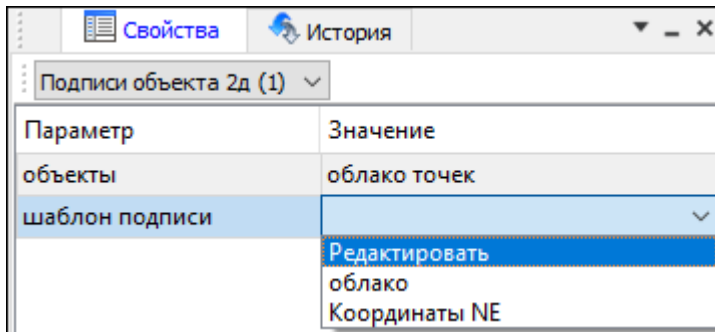 Свойства История
Подписи объекта 2д (1)
Параметр Значение
объекты облако точек
шаблон подписи
Редактировать
облако
Координаты NE